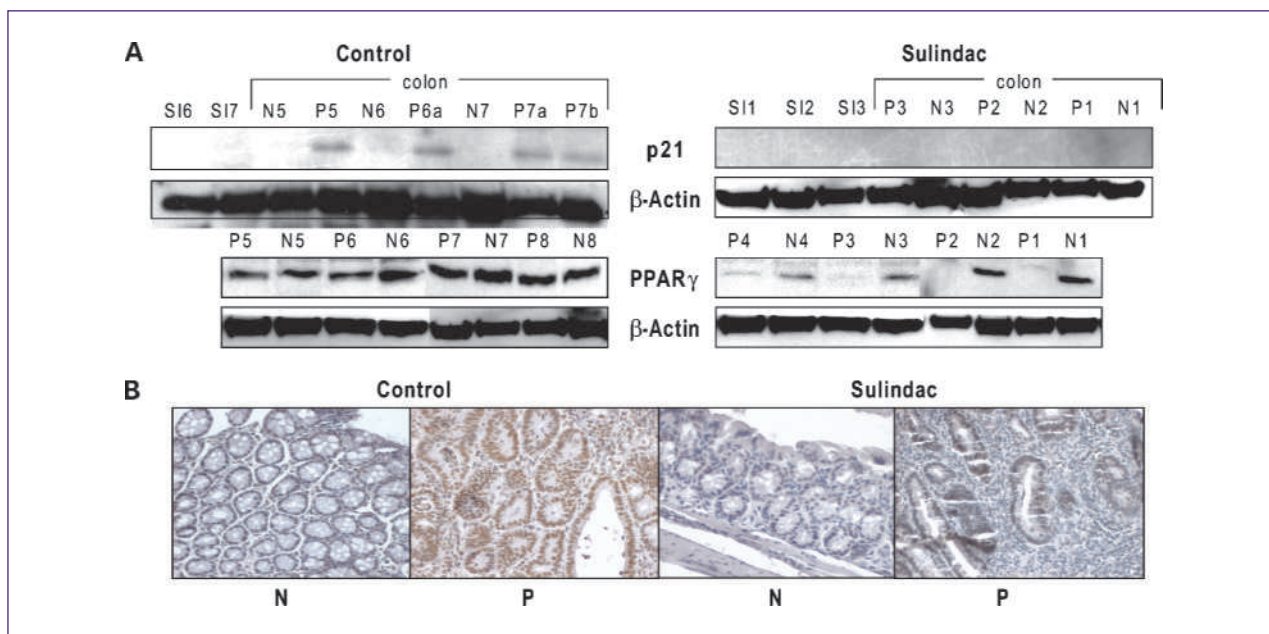 A
Control
Sulindac
colon
colon
SI6 SI7 N5 P5 N6 P6a N7 P7a P7b
SI1 SI2 SI3 P3 N3 P2 N2 P1 N1
p21
β-Actin
P5 N5 P6 N6 P7 N7 P8 N8
P4 N4 P3 N3 P2 N2 P1 N1
PPARγ
β-Actin
B
Control
Sulindac
N P N P